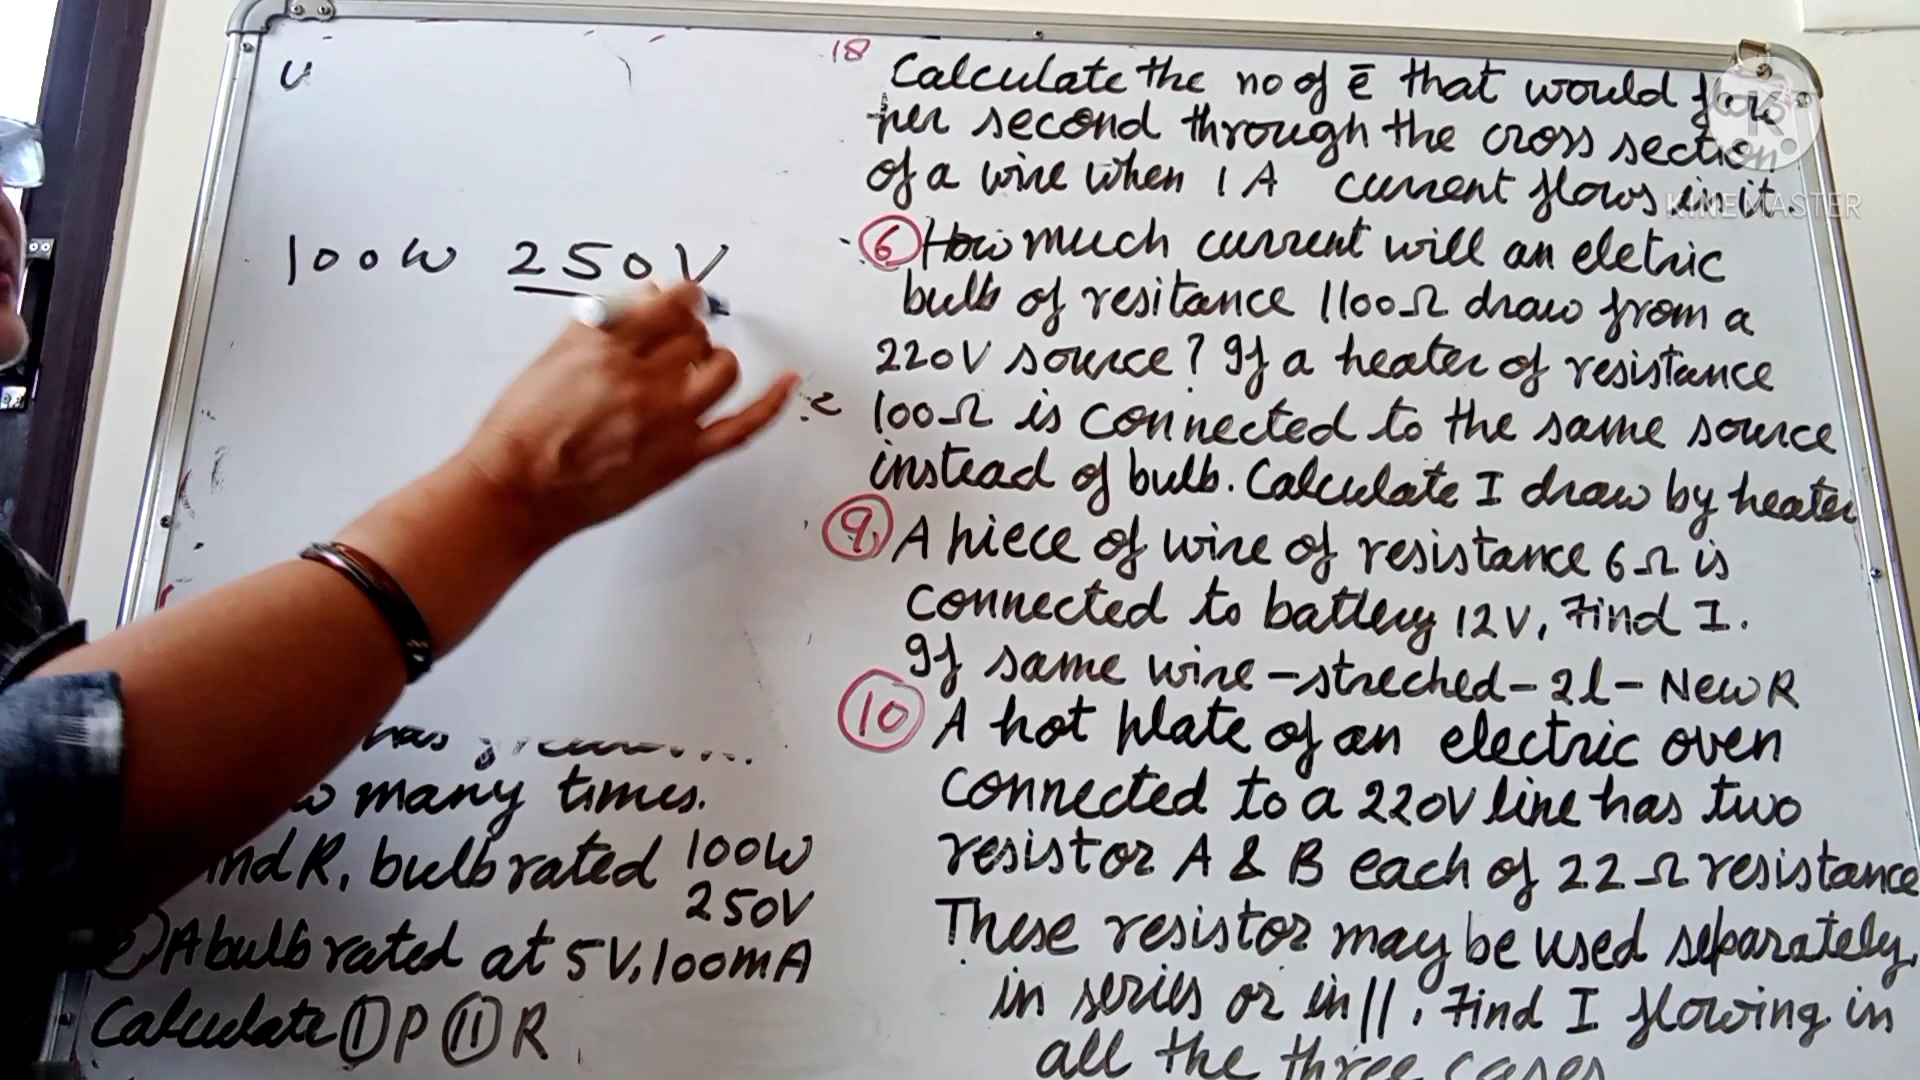 U
100W 250V
many times.
R, bulb rated 100W
250V
A bulb rated at 5V, 100mA
Calculate I P II R
18 Calculate the no of ē that would flow
per second through the cross section
of a wire when 1 A current flows in it.
6 How much current will an eletric
bulb of resitance 1100Ω draw from a
220V source? If a heater of resistance
100Ω is connected to the same source
instead of bulb. Calculate I draw by heater
9 A piece of wire of resistance 6Ω is
connected to battery 12V, Find I.
If same wire - streched - 2l - New R
10 A hot plate of an electric oven
connected to a 220V line has two
resistor A & B each of 22Ω resistance
These resistor may be used separately,
in series or in ||. Find I flowing in
all the three cases
KINEMASTER